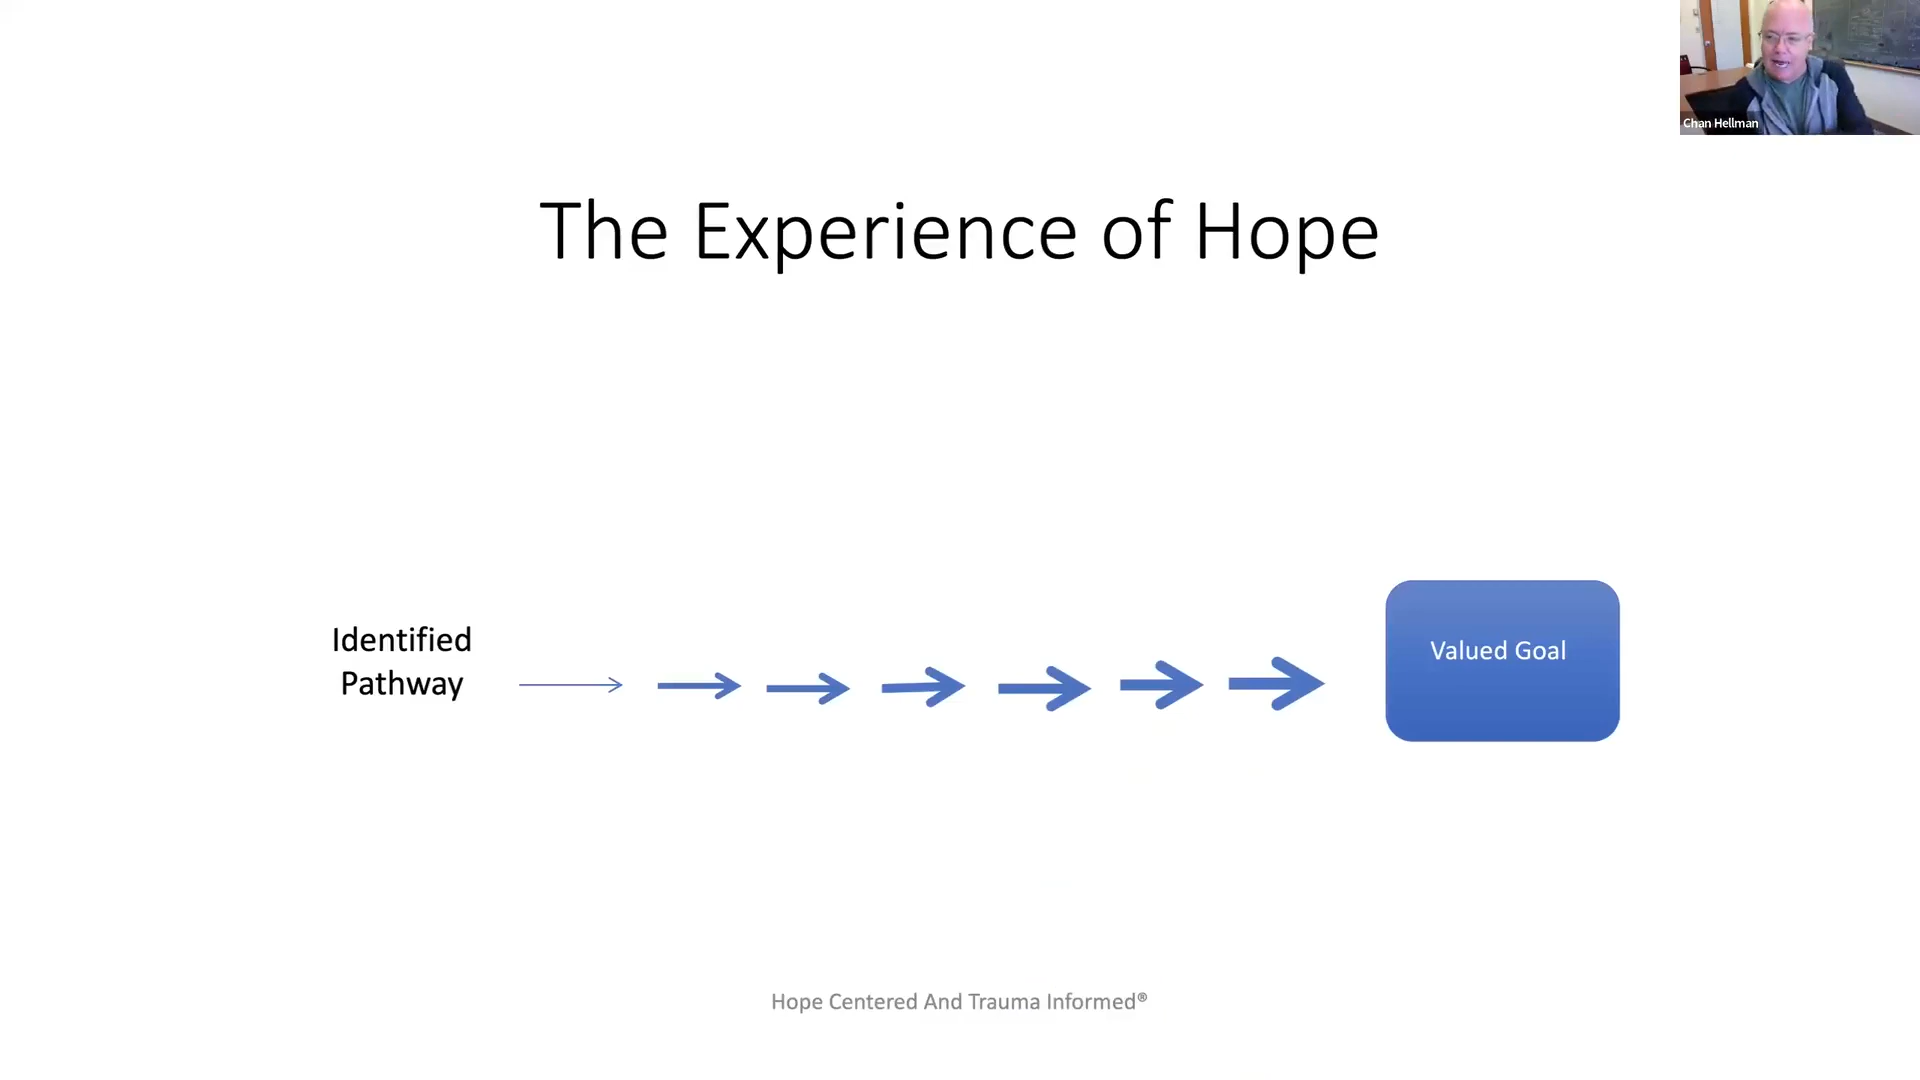 Chan Hellman
The Experience of Hope
Identified
Pathway
Valued Goal
Hope Centered And Trauma Informed®